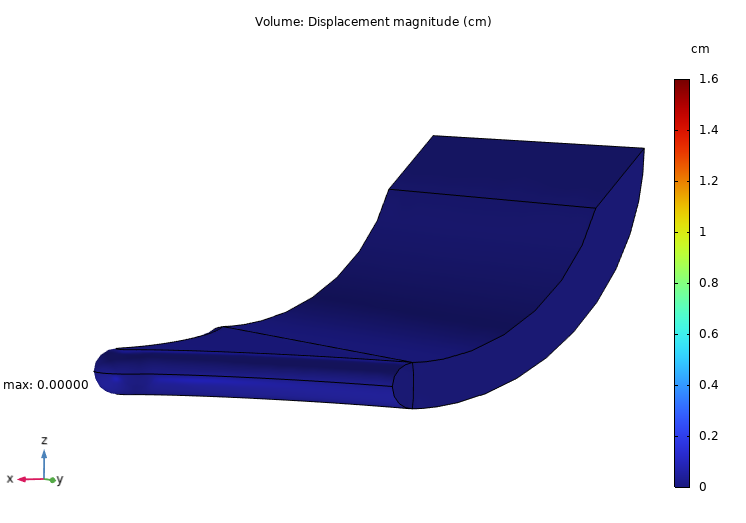 Volume: Displacement magnitude (cm)
cm
1.6
1.4
1.2
1
0.8
0.6
0.4
0.2
0
max: 0.00000
z
x
y